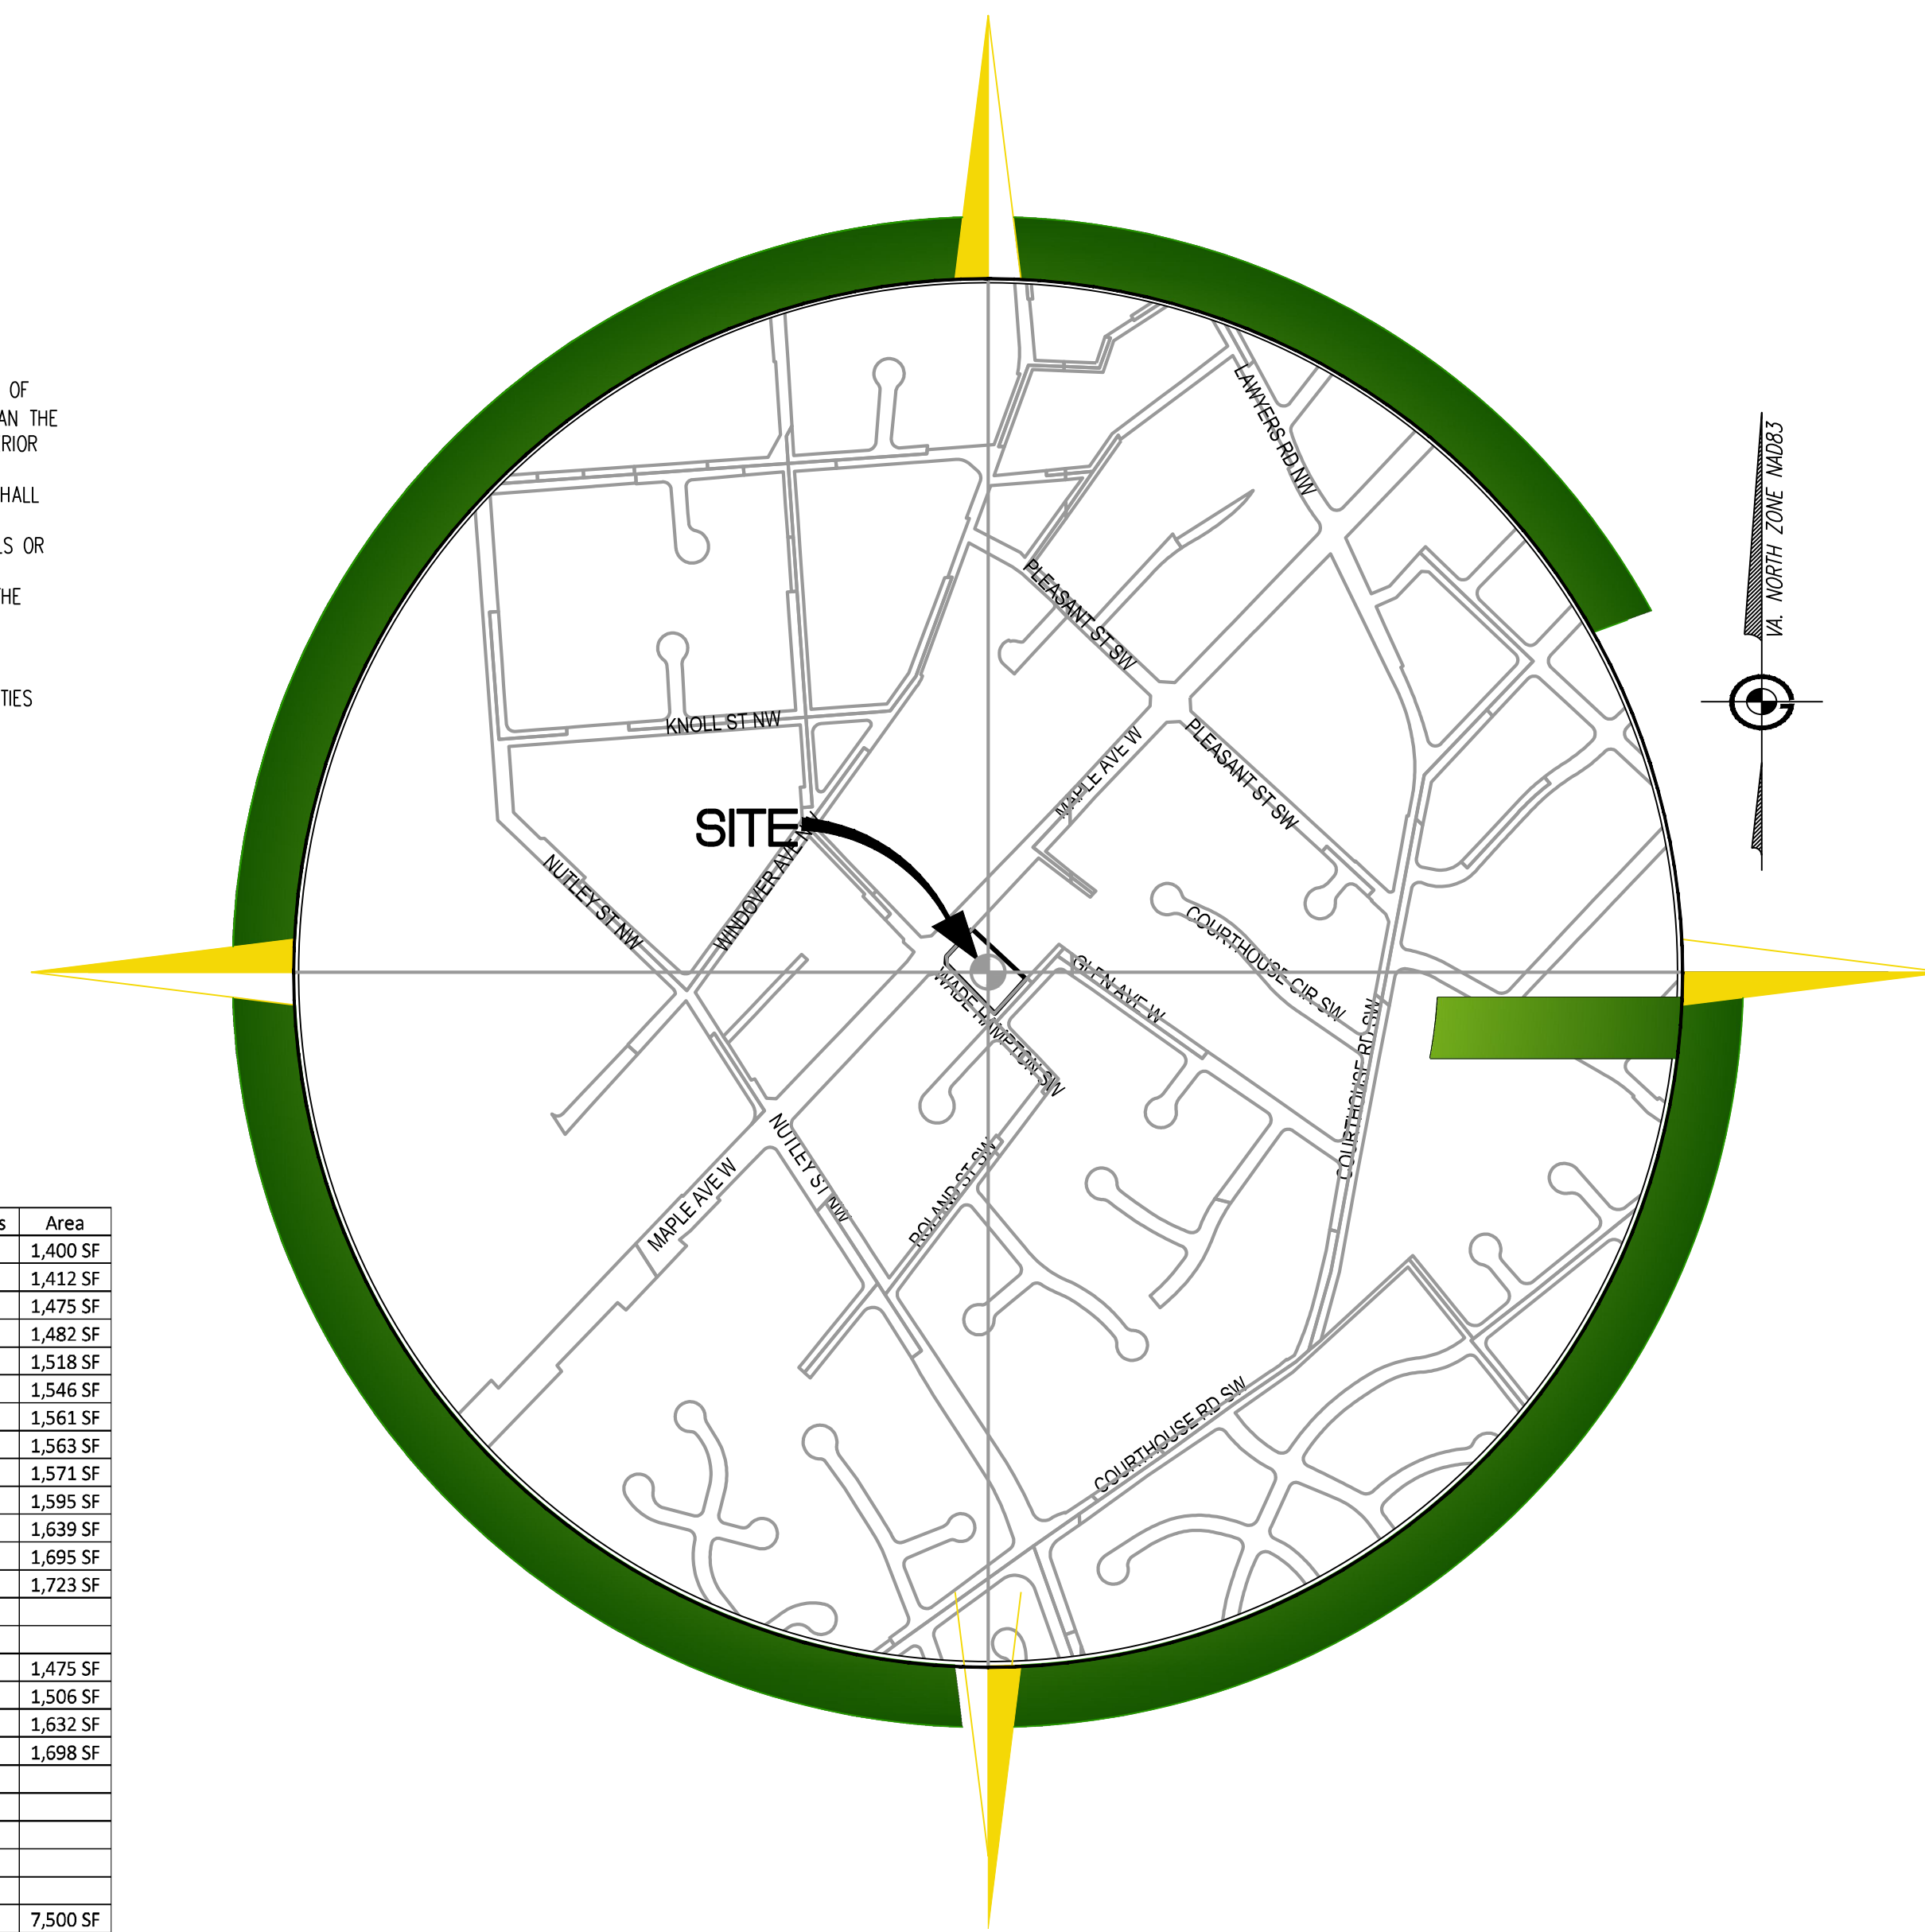 OF
AN THE
RIOR
HALL
LS OR
THE
TIES
LAWYERS RD NW
VA. NORTH ZONE NAD83
PLEASANT ST SW
KNOLL ST NW
MAPLE AVE W
PLEASANT ST SW
SITE
WINDOVER AVE NW
NUTLEY ST NW
COURTHOUSE CIR SW
GLEN AVE W
WADE HAMPTON SW
COURTHOUSE RD SW
NUTLEY ST NW
MAPLE AVE W
ROLAND ST SW
COURTHOUSE RD SW
s Area
1,400 SF
1,412 SF
1,475 SF
1,482 SF
1,518 SF
1,546 SF
1,561 SF
1,563 SF
1,571 SF
1,595 SF
1,639 SF
1,695 SF
1,723 SF
1,475 SF
1,506 SF
1,632 SF
1,698 SF
7,500 SF